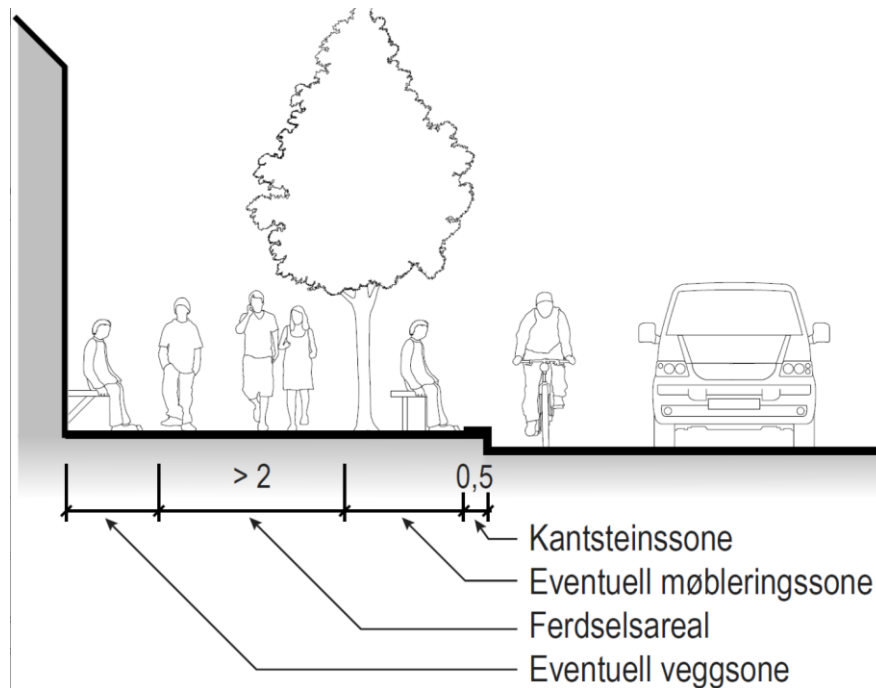 > 2
0,5
Kantsteinssone
Eventuell møbleringssone
Ferdselsareal
Eventuell veggsone